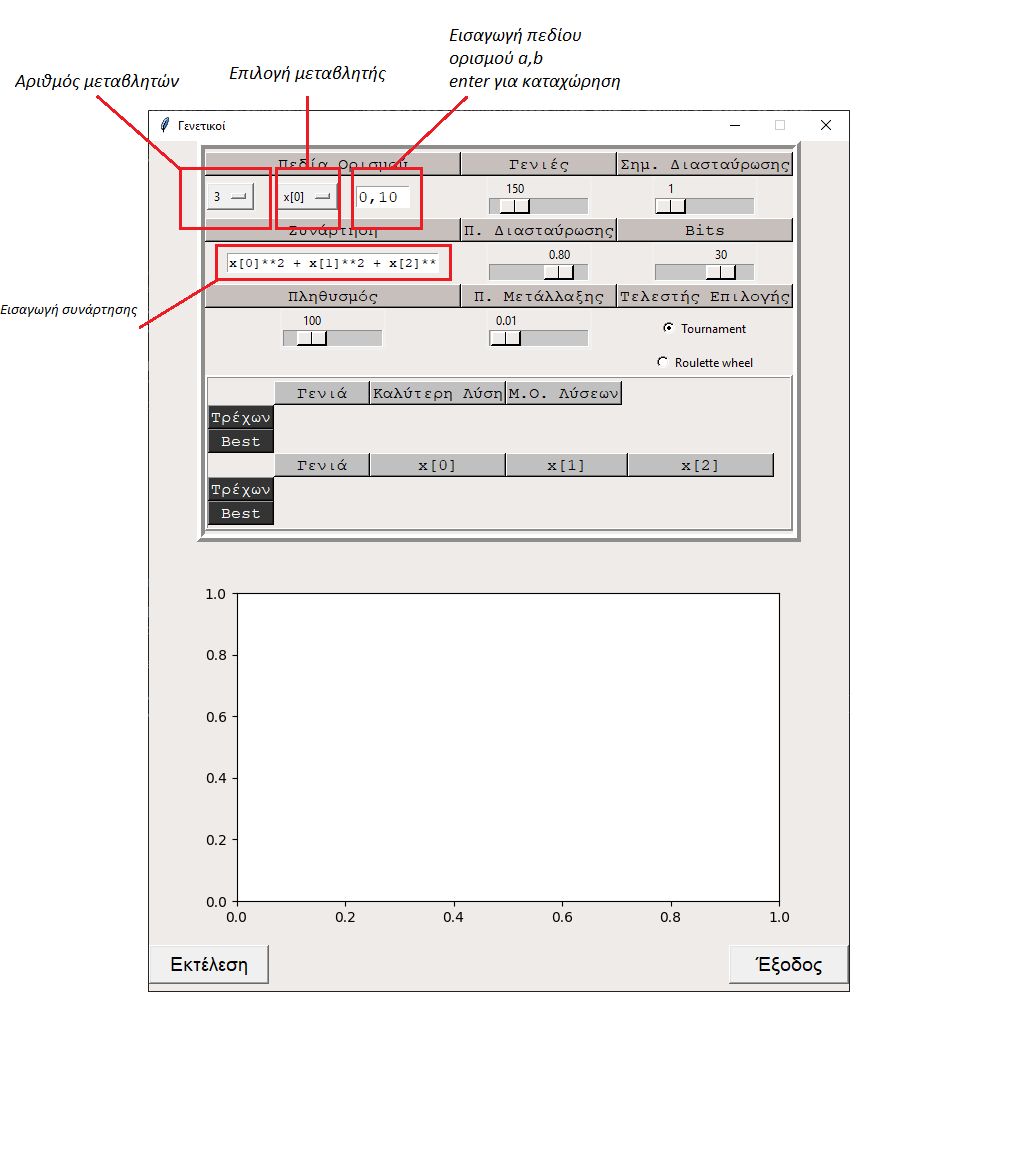 Εισαγωγή πεδίου
ορισμού a,b
enter για καταχώρηση
Επιλογή μεταβλητής
Αριθμός μεταβλητών
Γενετικοί
Πεδία Ορισμού Γενιές Σημ. Διασταύρωσης
3 x[0] 0,10 150 1
Συνάρτηση Π. Διασταύρωσης Bits
x[0]**2 + x[1]**2 + x[2]** 0.80 30
Εισαγωγή συνάρτησης
Πληθυσμός Π. Μετάλλαξης Τελεστής Επιλογής
100 0.01 Tournament
Roulette wheel
Γενιά Καλύτερη Λύση Μ.Ο. Λύσεων
Τρέχων
Best
Γενιά x[0] x[1] x[2]
Τρέχων
Best
1.0
0.8
0.6
0.4
0.2
0.0
0.0 0.2 0.4 0.6 0.8 1.0
Εκτέλεση Έξοδος